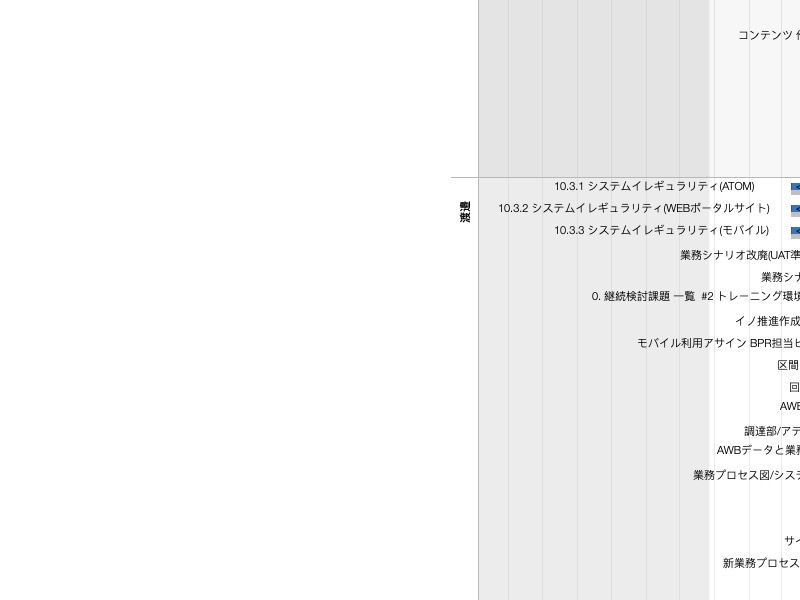 コンテンツ
10.3.1 システムイレギュラリティ(ATOM)
10.3.2 システムイレギュラリティ(WEBポータルサイト)
10.3.3 システムイレギュラリティ(モバイル)
業務シナリオ改廃(UAT準
業務シナ
0. 継続検討課題 一覧 #2 トレーニング環境
イノ推進作成
モバイル利用アサイン BPR担当ヒ
区間
回
AWB
調達部/アテ
AWBデータと業務
業務プロセス図/システ
サイ
新業務プロセス